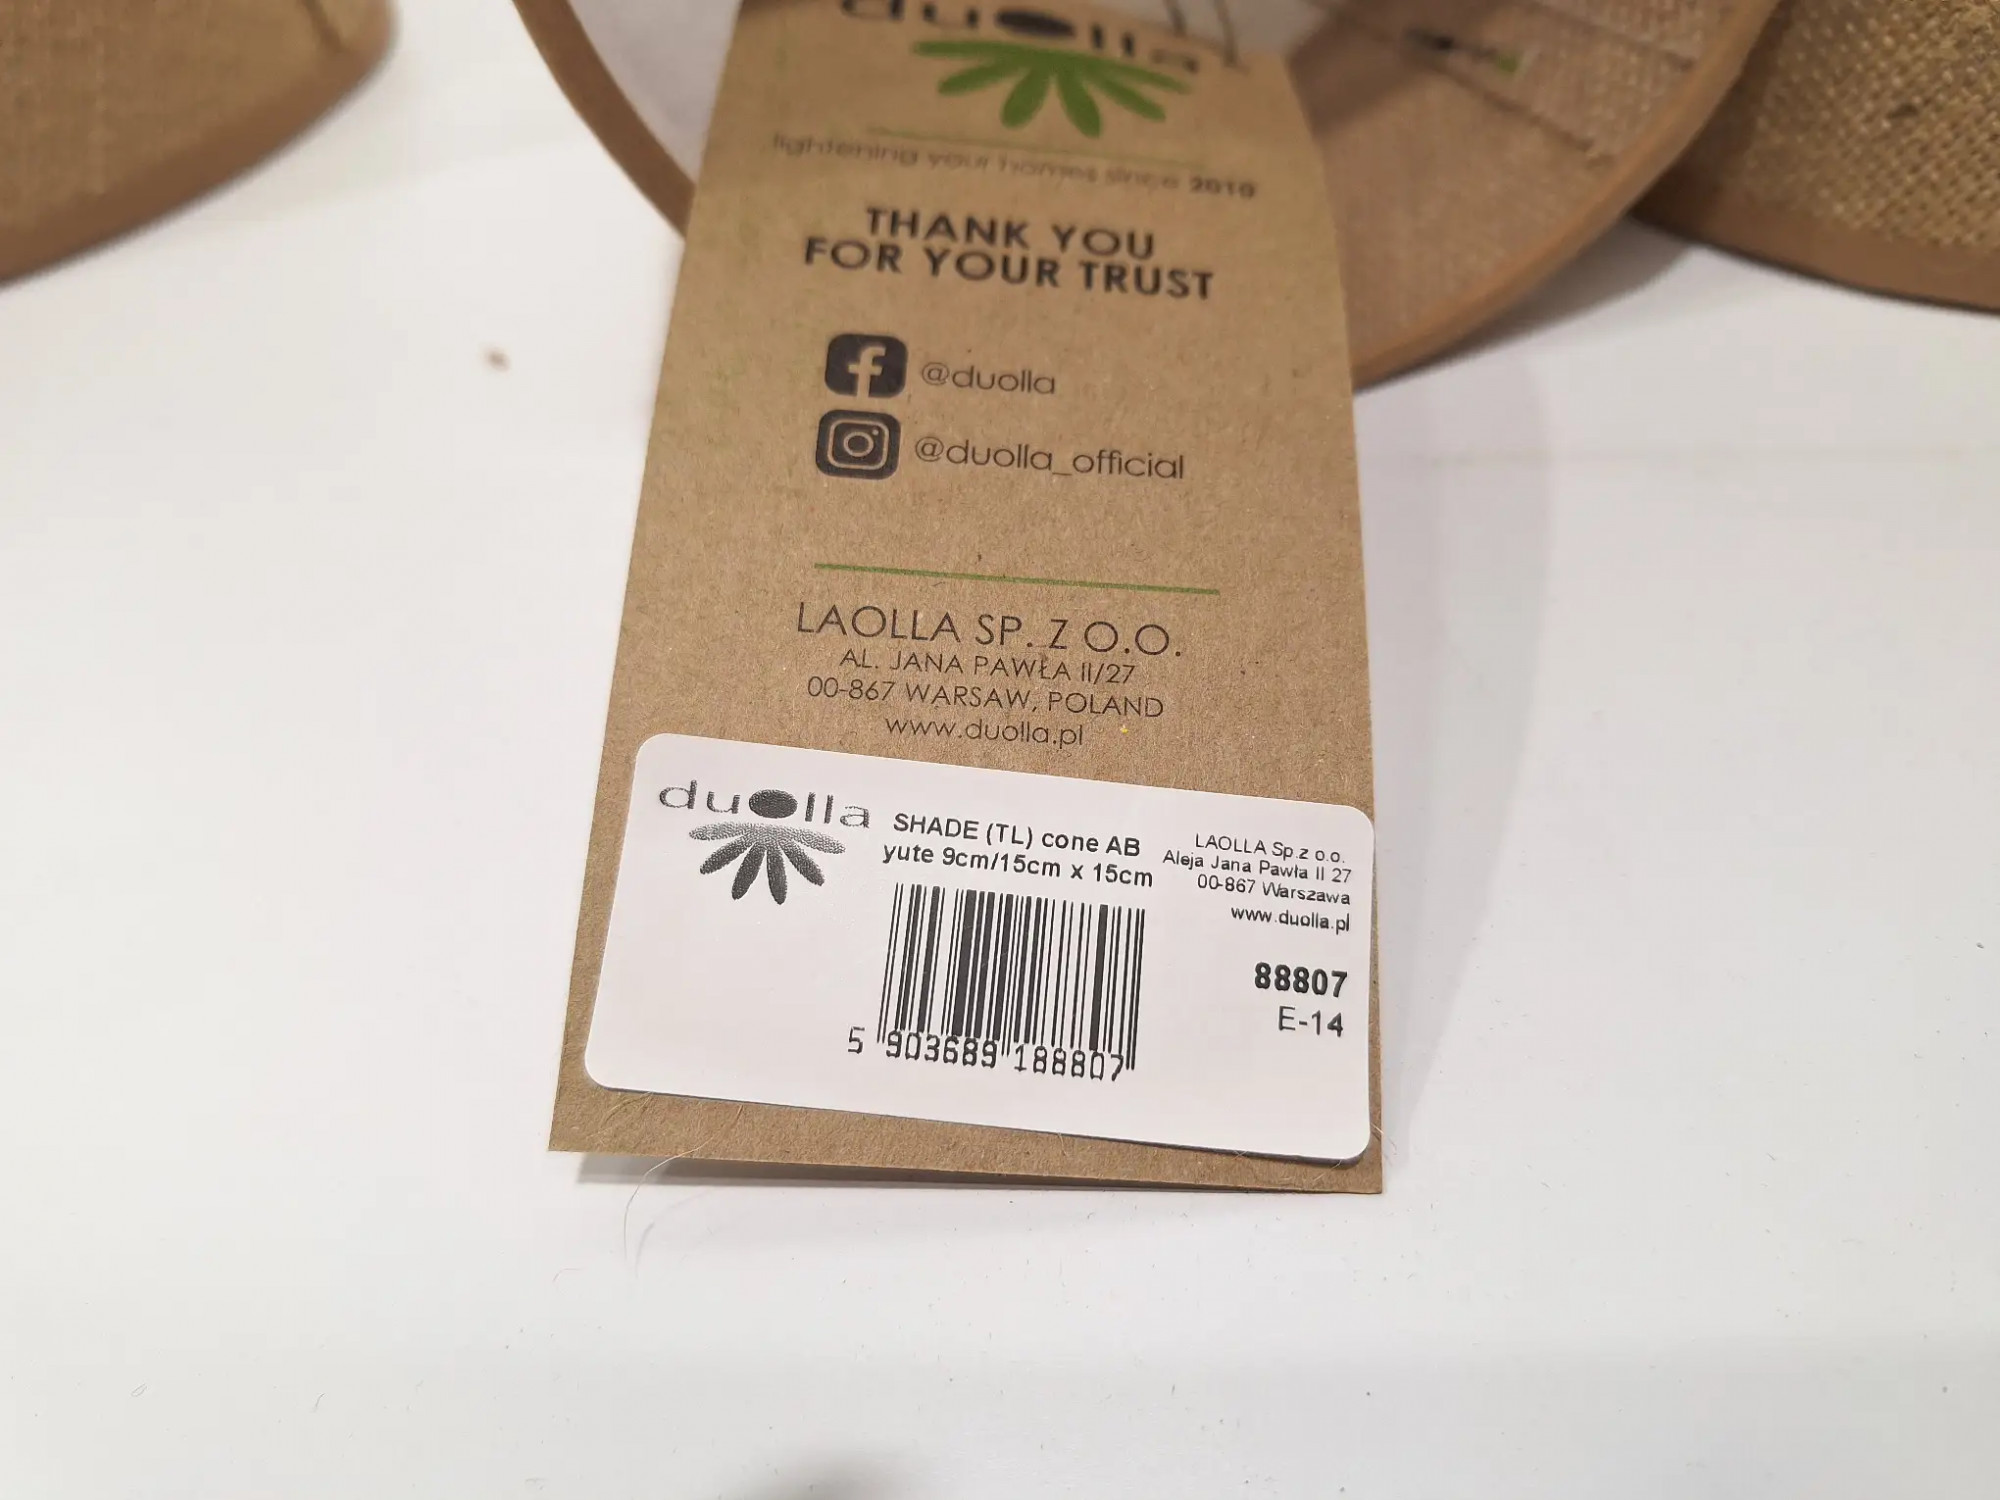 duolla
lightening your homes since 2010
THANK YOU
FOR YOUR TRUST
@duolla
@duolla_official
LAOLLA SP. Z O.O.
AL. JANA PAWŁA II/27
00-867 WARSAW, POLAND
www.duolla.pl
duolla
SHADE (TL) cone AB
yute 9cm/15cm x 15cm
5 903689 188807
LAOLLA Sp.z o.o.
Aleja Jana Pawła II 27
00-867 Warszawa
www.duolla.pl
88807
E-14